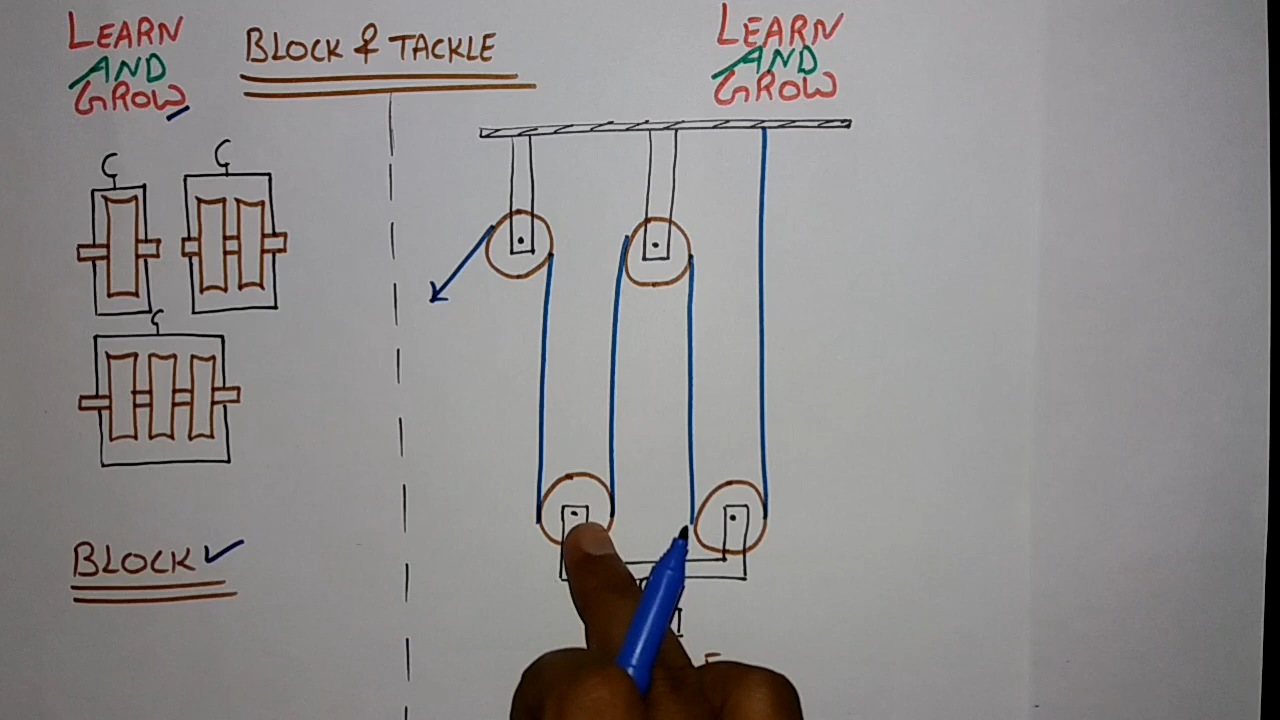 LEARN
AND
GROW
BLOCK & TACKLE
LEARN
AND
GROW
BLOCK